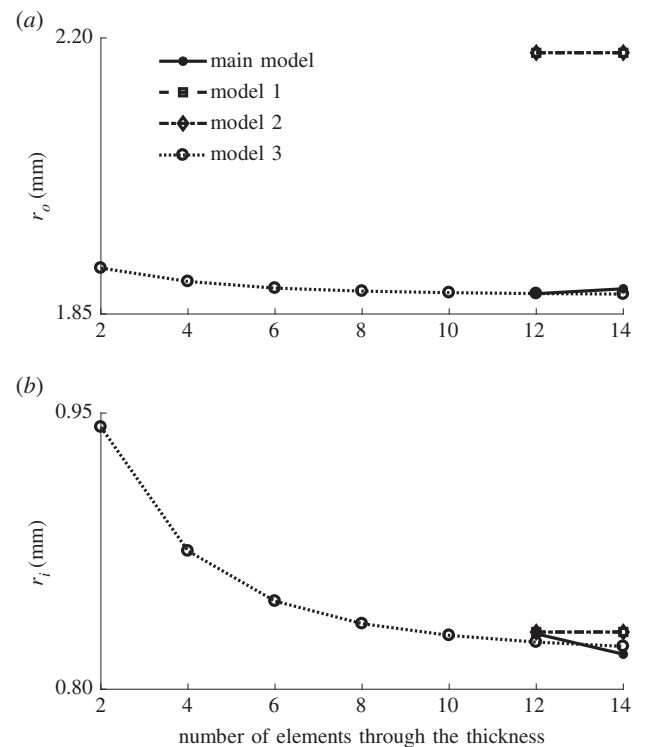 (a)
2.20
main model
model 1
model 2
model 3
r_o (mm)
1.85
2 4 6 8 10 12 14
(b)
0.95
r_i (mm)
0.80
2 4 6 8 10 12 14
number of elements through the thickness